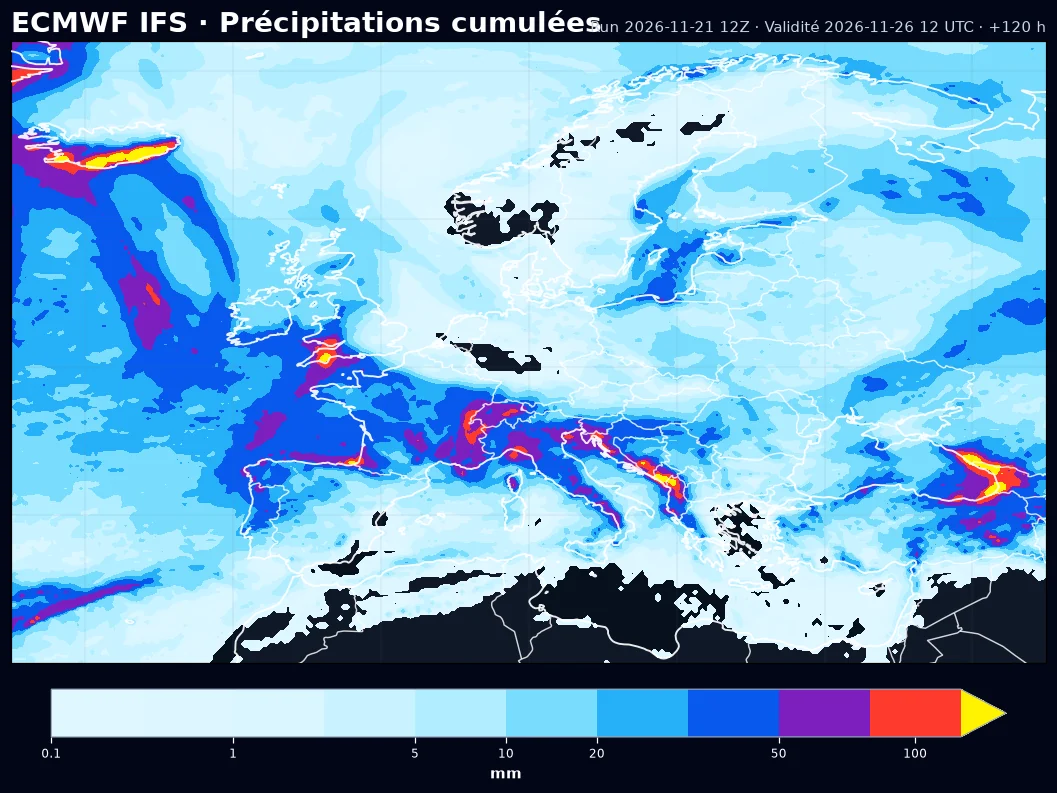 ECMWF IFS · Précipitations cumulées
Run 2026-11-21 12Z · Validité 2026-11-26 12 UTC · +120 h
0.1 1 5 10 20 50 100
mm